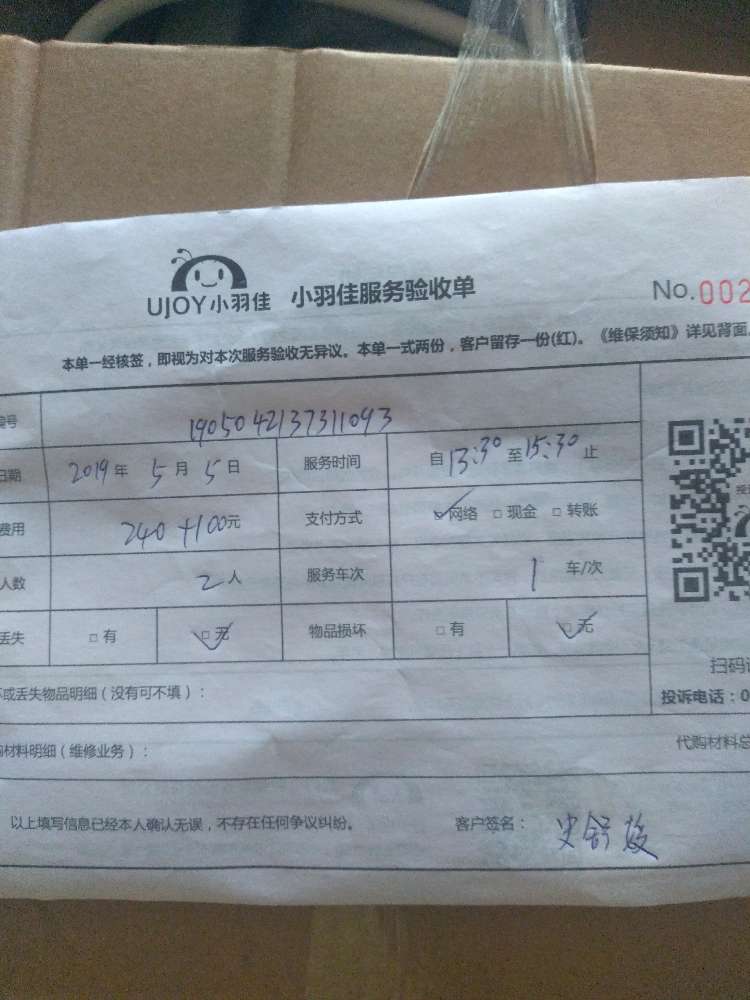 UJOY小羽佳 小羽佳服务验收单 No.002
本单一经核签，即视为对本次服务验收无异议。本单一式两份，客户留存一份(红)。《维保须知》详见背面
号 1905042137311093
日期 2019年 5月 5日 服务时间 自13:30至15:30止
费用 240+100元 支付方式 ☑网络 □现金 □转账
人数 2人 服务车次 1 车/次
丢失 □有 ☑无 物品损坏 □有 ☑无
扫码
或丢失物品明细（没有可不填）： 投诉电话：0
材料明细（维修业务）： 代购材料总
以上填写信息已经本人确认无误，不存在任何争议纠纷。 客户签名：史舒